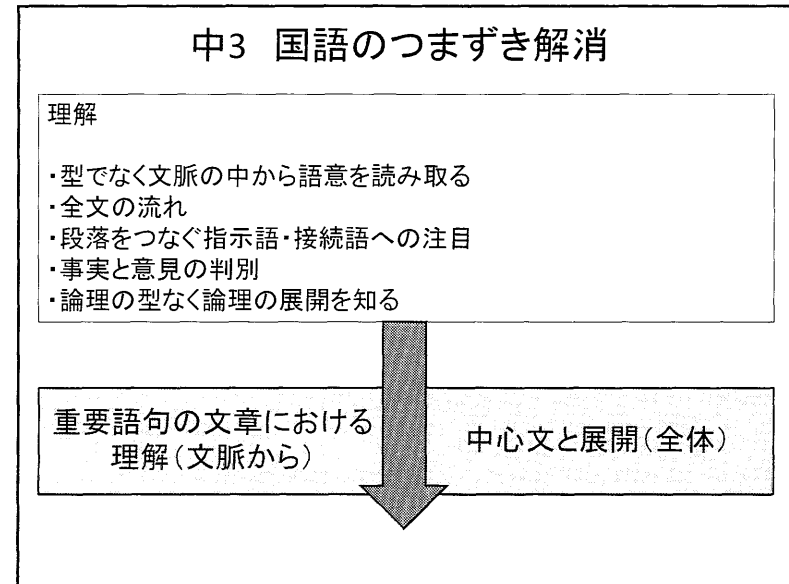 中3 国語のつまずき解消
理解
・型でなく文脈の中から語意を読み取る
・全文の流れ
・段落をつなぐ指示語・接続語への注目
・事実と意見の判別
・論理の型なく論理の展開を知る
重要語句の文章における
理解（文脈から）
中心文と展開（全体）